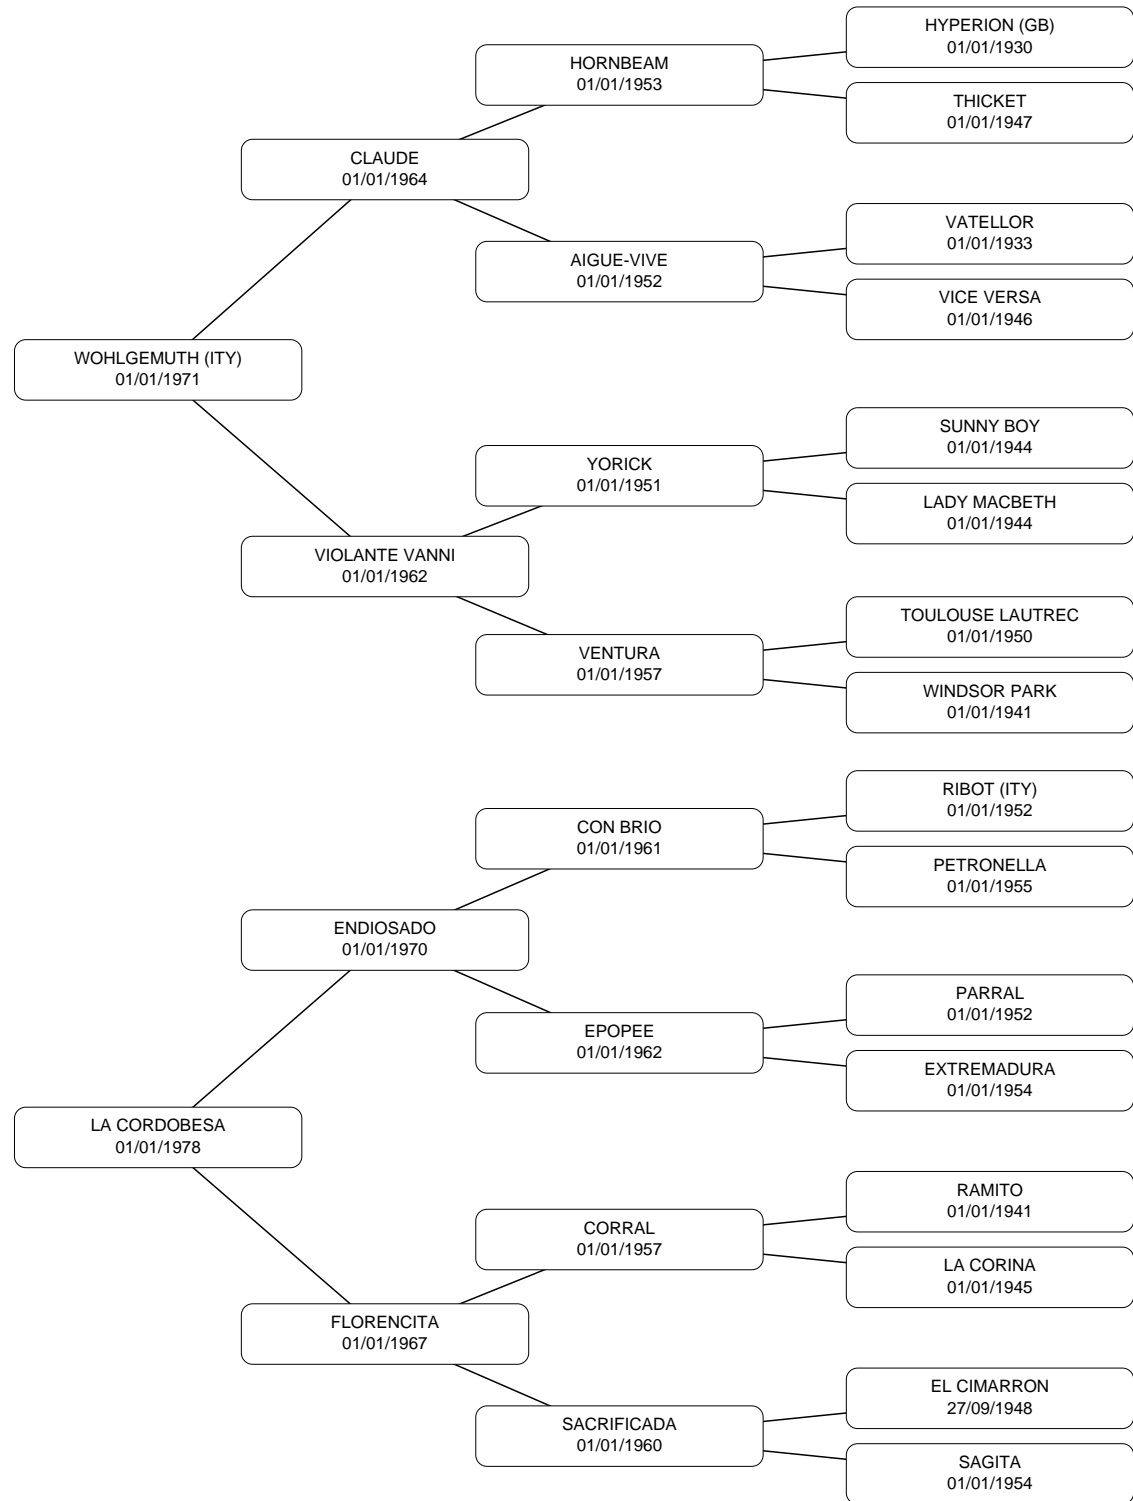 HYPERION (GB)
01/01/1930
HORNBEAM
01/01/1953
THICKET
01/01/1947
CLAUDE
01/01/1964
VATELLOR
01/01/1933
AIGUE-VIVE
01/01/1952
VICE VERSA
01/01/1946
WOHLGEMUTH (ITY)
01/01/1971
SUNNY BOY
01/01/1944
YORICK
01/01/1951
LADY MACBETH
01/01/1944
VIOLANTE VANNI
01/01/1962
TOULOUSE LAUTREC
01/01/1950
VENTURA
01/01/1957
WINDSOR PARK
01/01/1941
RIBOT (ITY)
01/01/1952
CON BRIO
01/01/1961
PETRONELLA
01/01/1955
ENDIOSADO
01/01/1970
PARRAL
01/01/1952
EPOPEE
01/01/1962
EXTREMADURA
01/01/1954
LA CORDOBESA
01/01/1978
RAMITO
01/01/1941
CORRAL
01/01/1957
LA CORINA
01/01/1945
FLORENCITA
01/01/1967
EL CIMARRON
27/09/1948
SACRIFICADA
01/01/1960
SAGITA
01/01/1954